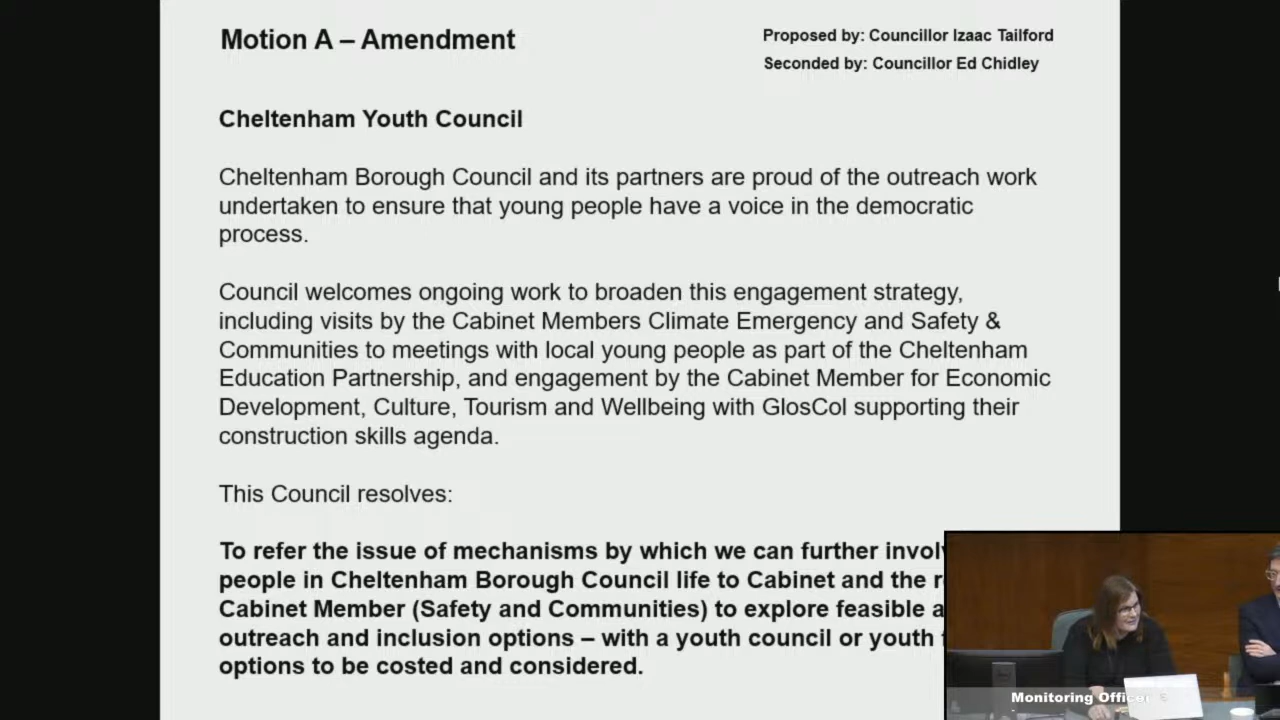 Motion A – Amendment
Proposed by: Councillor Izaac Tailford
Seconded by: Councillor Ed Chidley
Cheltenham Youth Council
Cheltenham Borough Council and its partners are proud of the outreach work
undertaken to ensure that young people have a voice in the democratic
process.
Council welcomes ongoing work to broaden this engagement strategy,
including visits by the Cabinet Members Climate Emergency and Safety &
Communities to meetings with local young people as part of the Cheltenham
Education Partnership, and engagement by the Cabinet Member for Economic
Development, Culture, Tourism and Wellbeing with GlosCol supporting their
construction skills agenda.
This Council resolves:
To refer the issue of mechanisms by which we can further
people in Cheltenham Borough Council life to Cabinet and the
Cabinet Member (Safety and Communities) to explore feasible
outreach and inclusion options – with a youth council or youth
options to be costed and considered.
Monitoring Officer